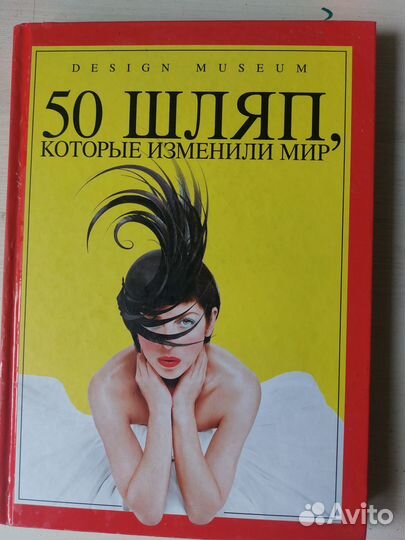 DESIGN MUSEUM
50 ШЛЯП,
КОТОРЫЕ ИЗМЕНИЛИ МИР
Avito